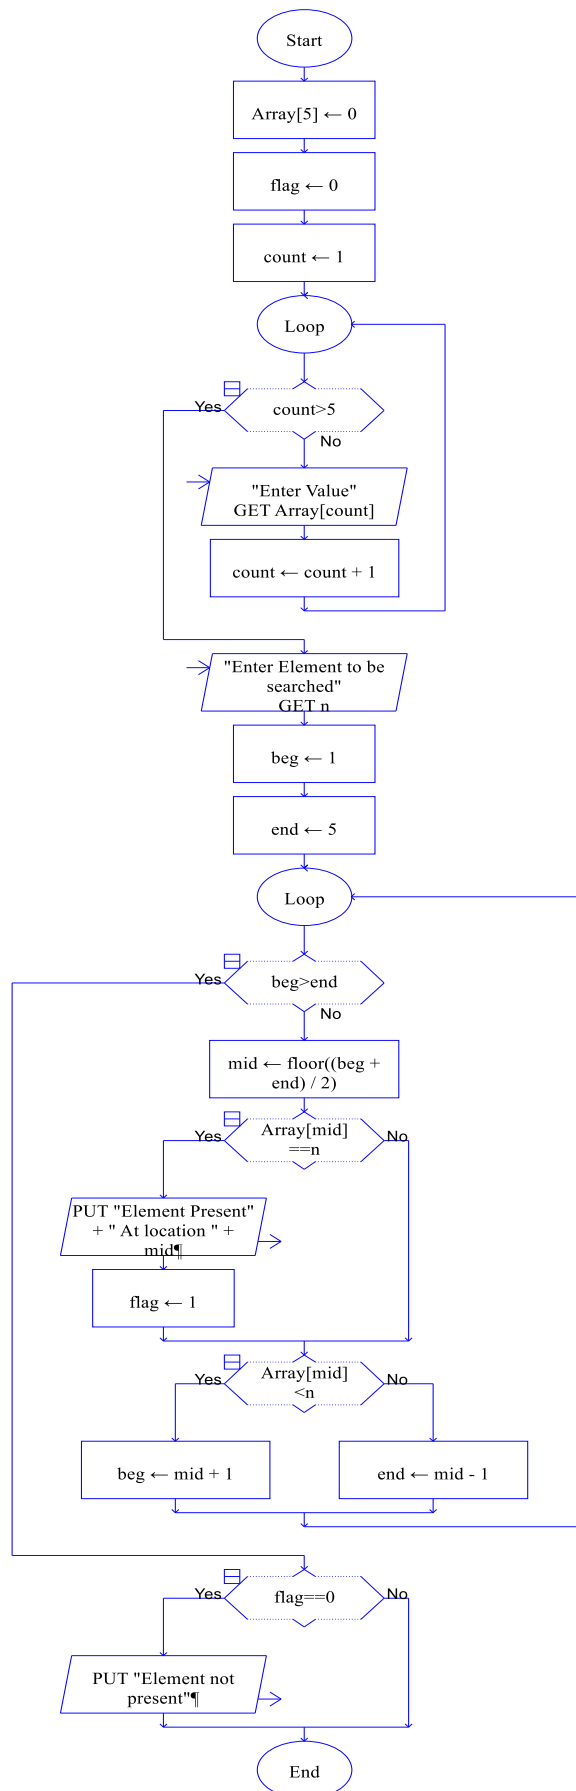 Start
Array[5] ← 0
flag ← 0
count ← 1
Loop
Yes
count>5
No
"Enter Value"
GET Array[count]
count ← count + 1
"Enter Element to be
searched"
GET n
beg ← 1
end ← 5
Loop
Yes
beg>end
No
mid ← floor((beg +
end) / 2)
Yes
Array[mid]
==n
No
PUT "Element Present"
+ " At location " +
mid¶
flag ← 1
Yes
Array[mid]
<n
No
beg ← mid + 1
end ← mid - 1
Yes
flag==0
No
PUT "Element not
present"¶
End